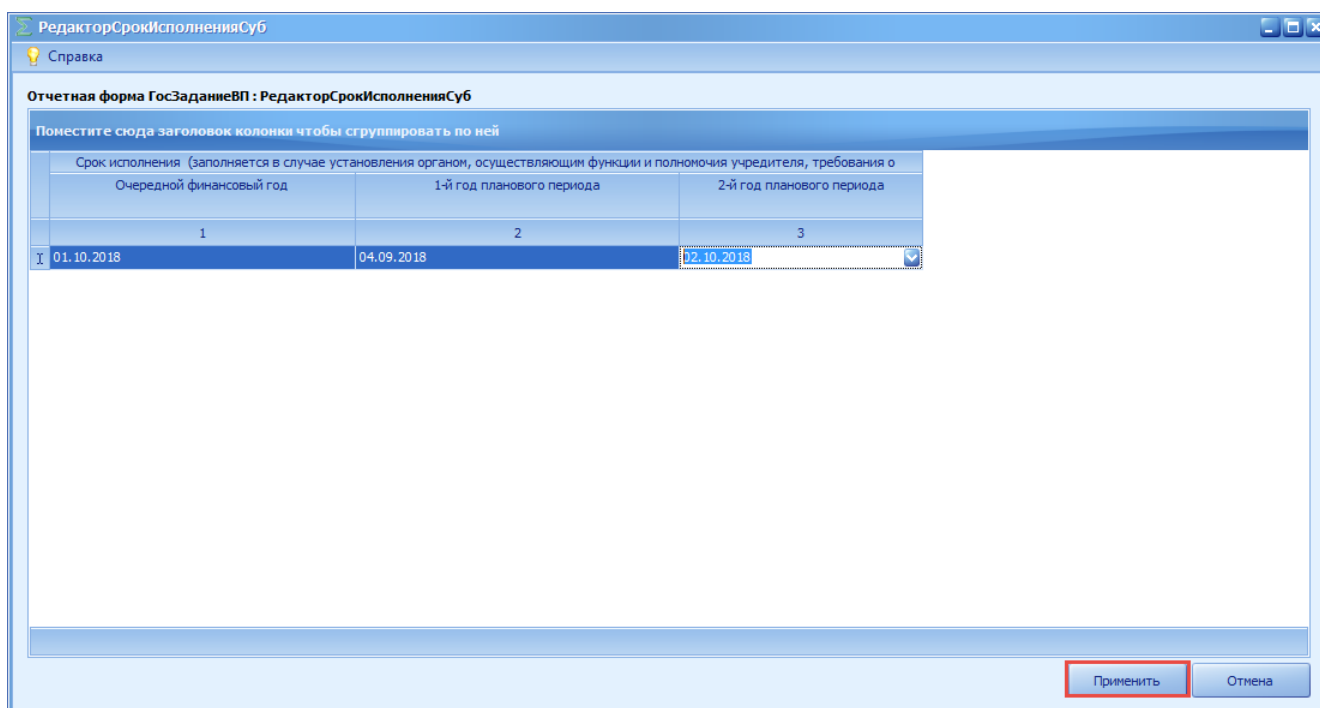 РедакторСрокИсполненияСуб
Справка
Отчетная форма ГосЗаданиеВП : РедакторСрокИсполненияСуб
Поместите сюда заголовок колонки чтобы сгруппировать по ней
Срок исполнения (заполняется в случае установления органом, осуществляющим функции и полномочия учредителя, требования о
Очередной финансовый год 1-й год планового периода 2-й год планового периода
1 2 3
01.10.2018 04.09.2018 02.10.2018
Применить Отмена